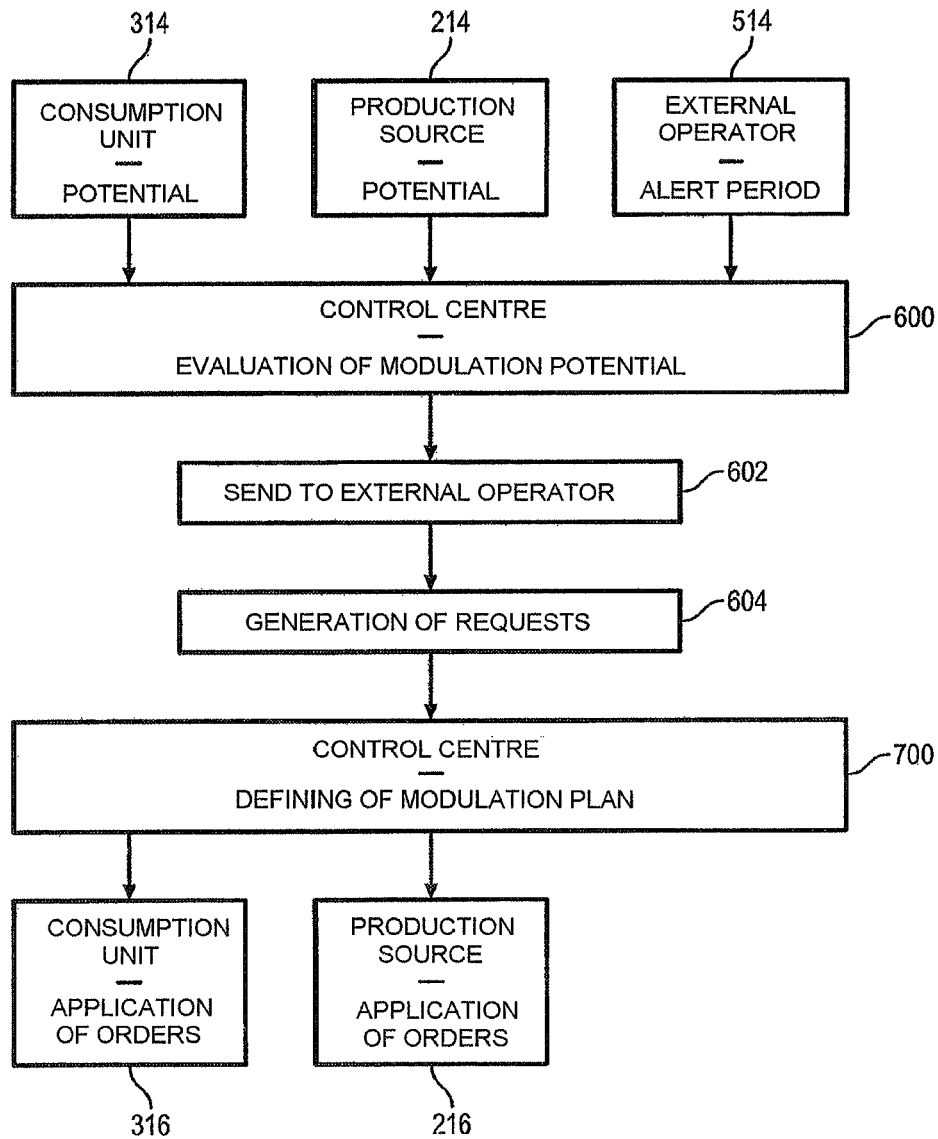 314
214
514
CONSUMPTION
UNIT
—
POTENTIAL
PRODUCTION
SOURCE
—
POTENTIAL
EXTERNAL
OPERATOR
—
ALERT PERIOD
CONTROL CENTRE
—
EVALUATION OF MODULATION POTENTIAL
600
SEND TO EXTERNAL OPERATOR
602
GENERATION OF REQUESTS
604
CONTROL CENTRE
—
DEFINING OF MODULATION PLAN
700
CONSUMPTION
UNIT
—
APPLICATION
OF ORDERS
PRODUCTION
SOURCE
—
APPLICATION
OF ORDERS
316
216